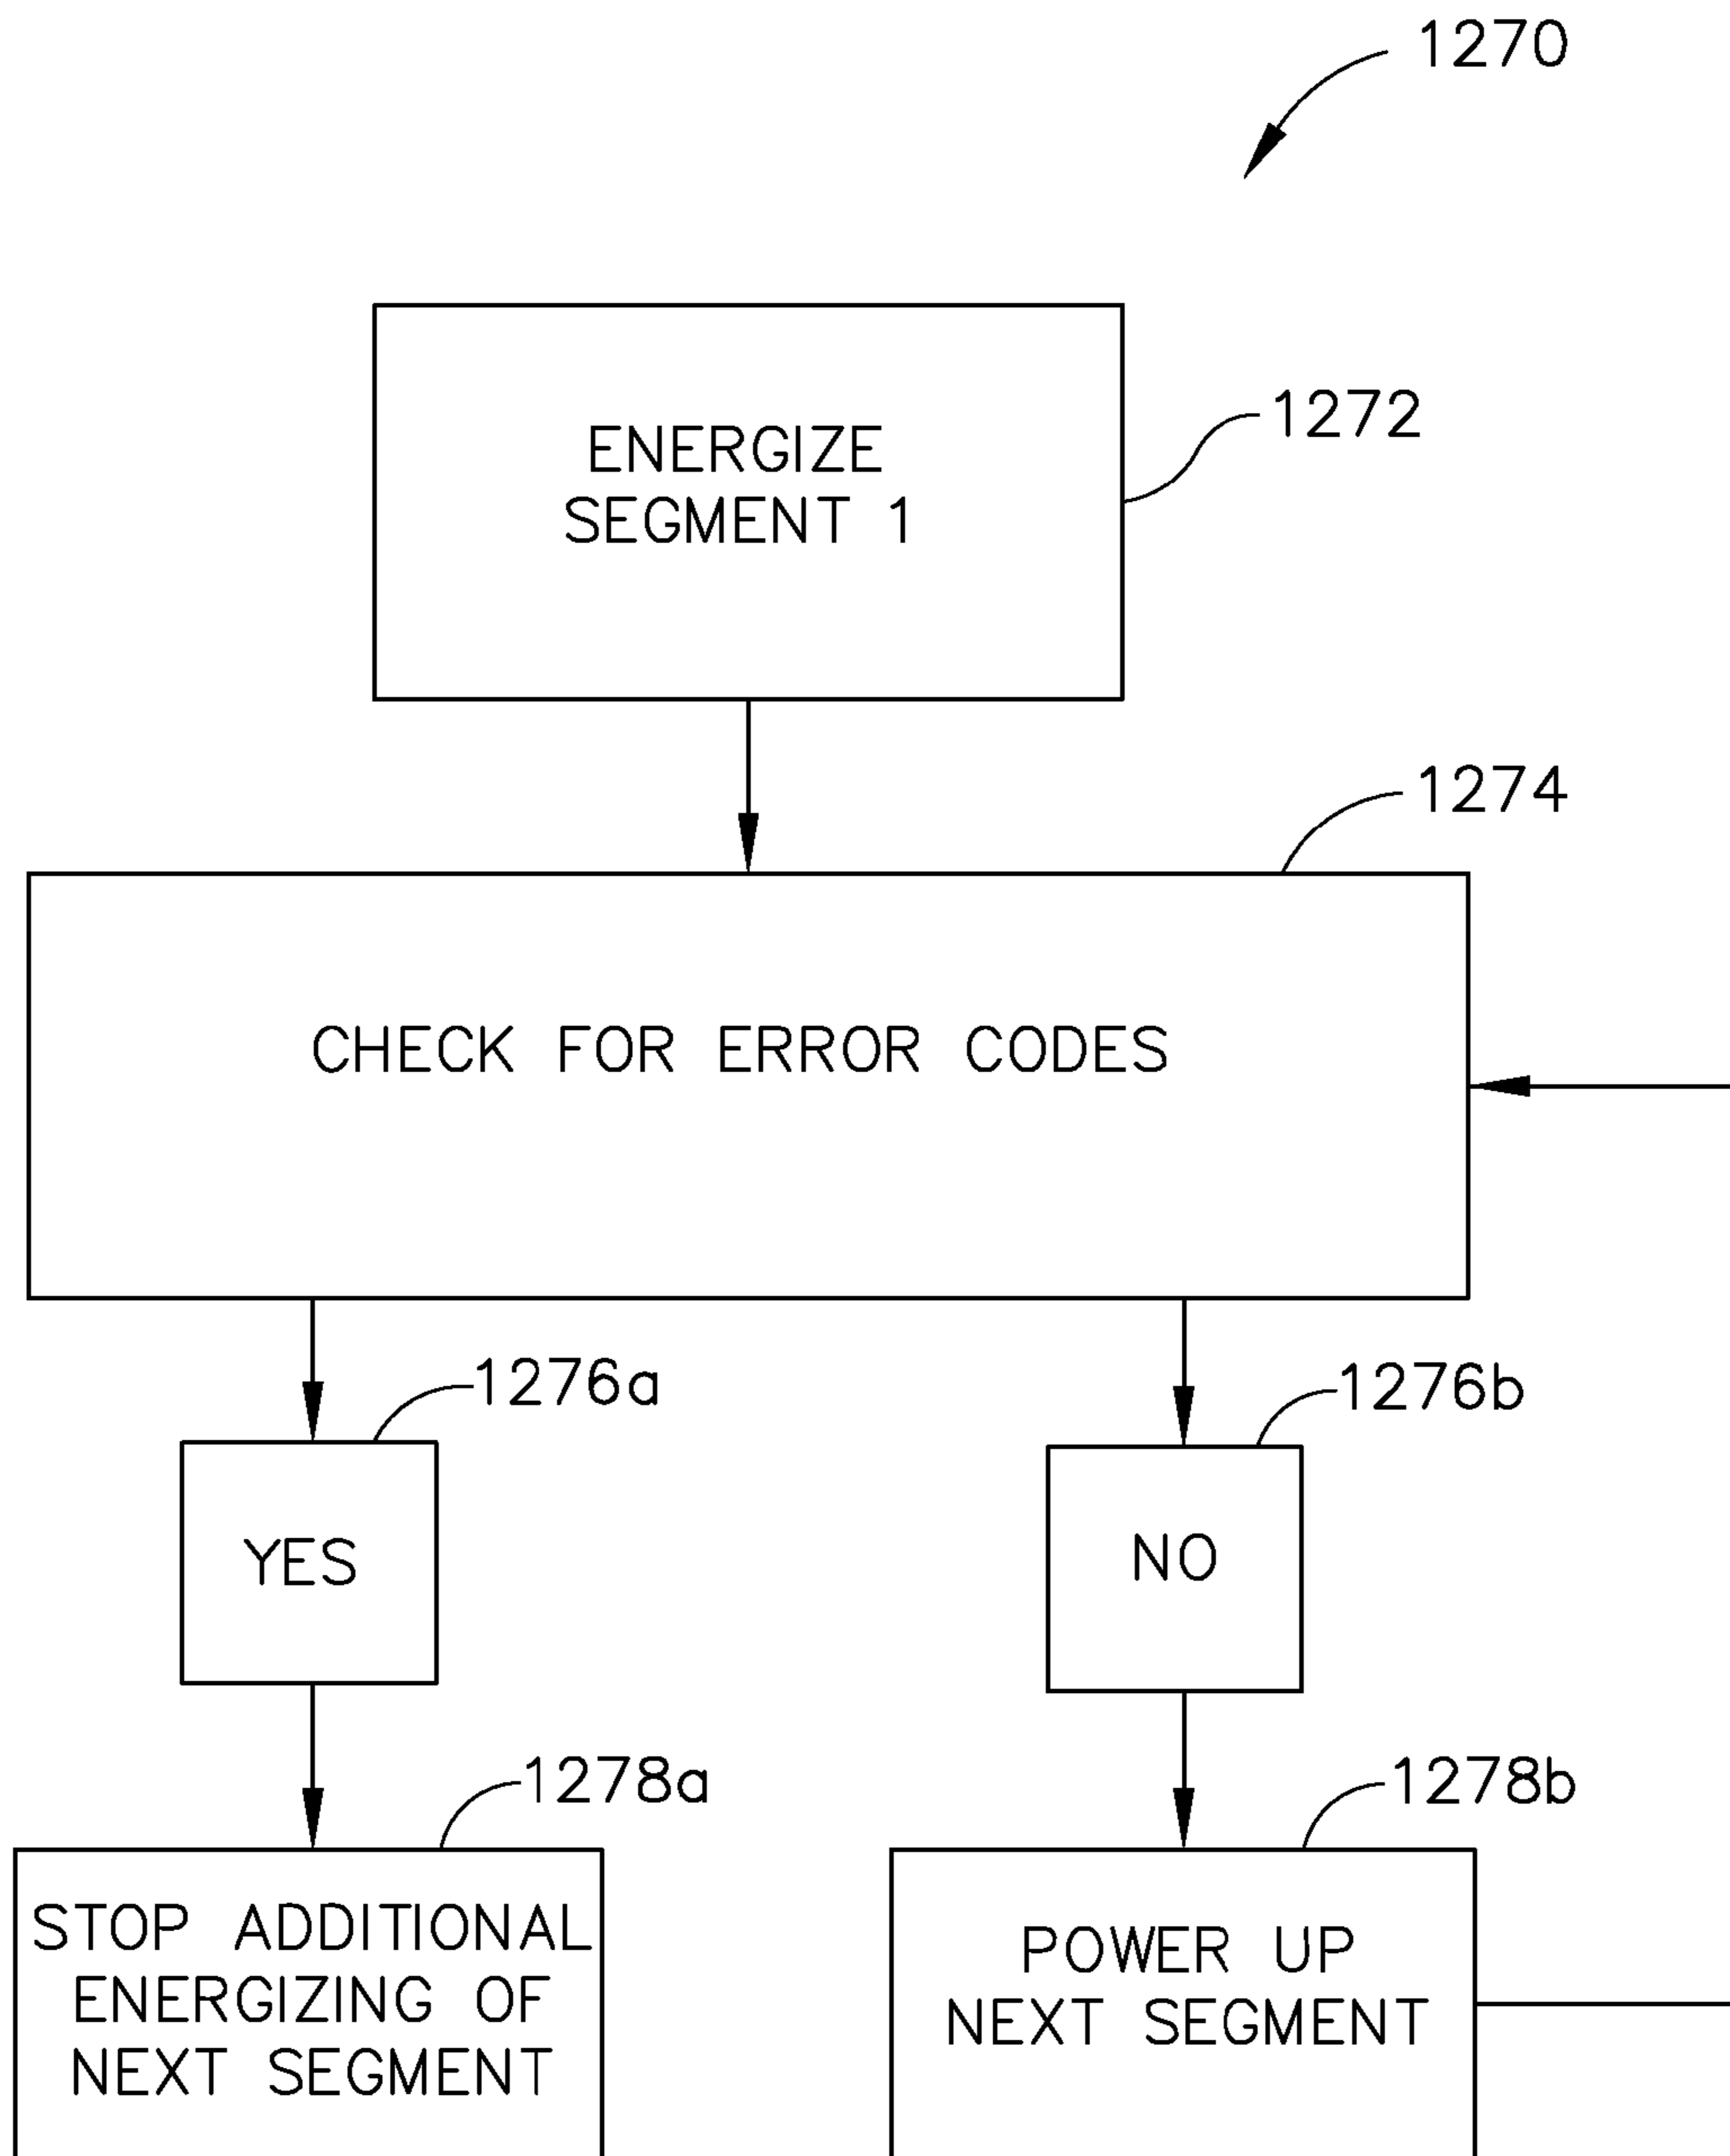 1270
ENERGIZE
SEGMENT 1
1272
1274
CHECK FOR ERROR CODES
1276a
1276b
YES
NO
1278a
1278b
STOP ADDITIONAL
ENERGIZING OF
NEXT SEGMENT
POWER UP
NEXT SEGMENT